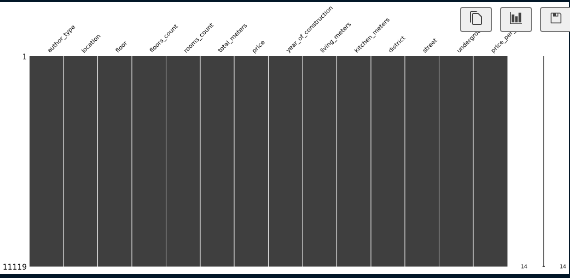 author_type
location
floor
floors_count
rooms_count
total_meters
price
year_of_construction
living_meters
kitchen_meters
district
street
1
11119
14
14